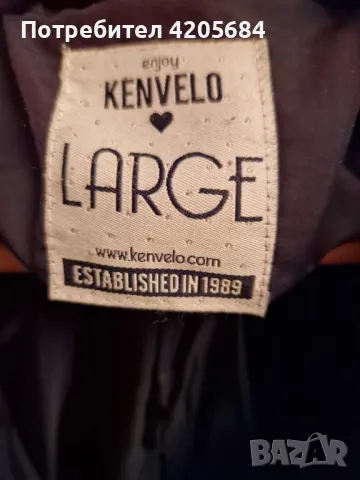 Потребител 4205684
enjoy
KENVELO
♥
LARGE
www.kenvelo.com
ESTABLISHED IN 1989
BAZAR